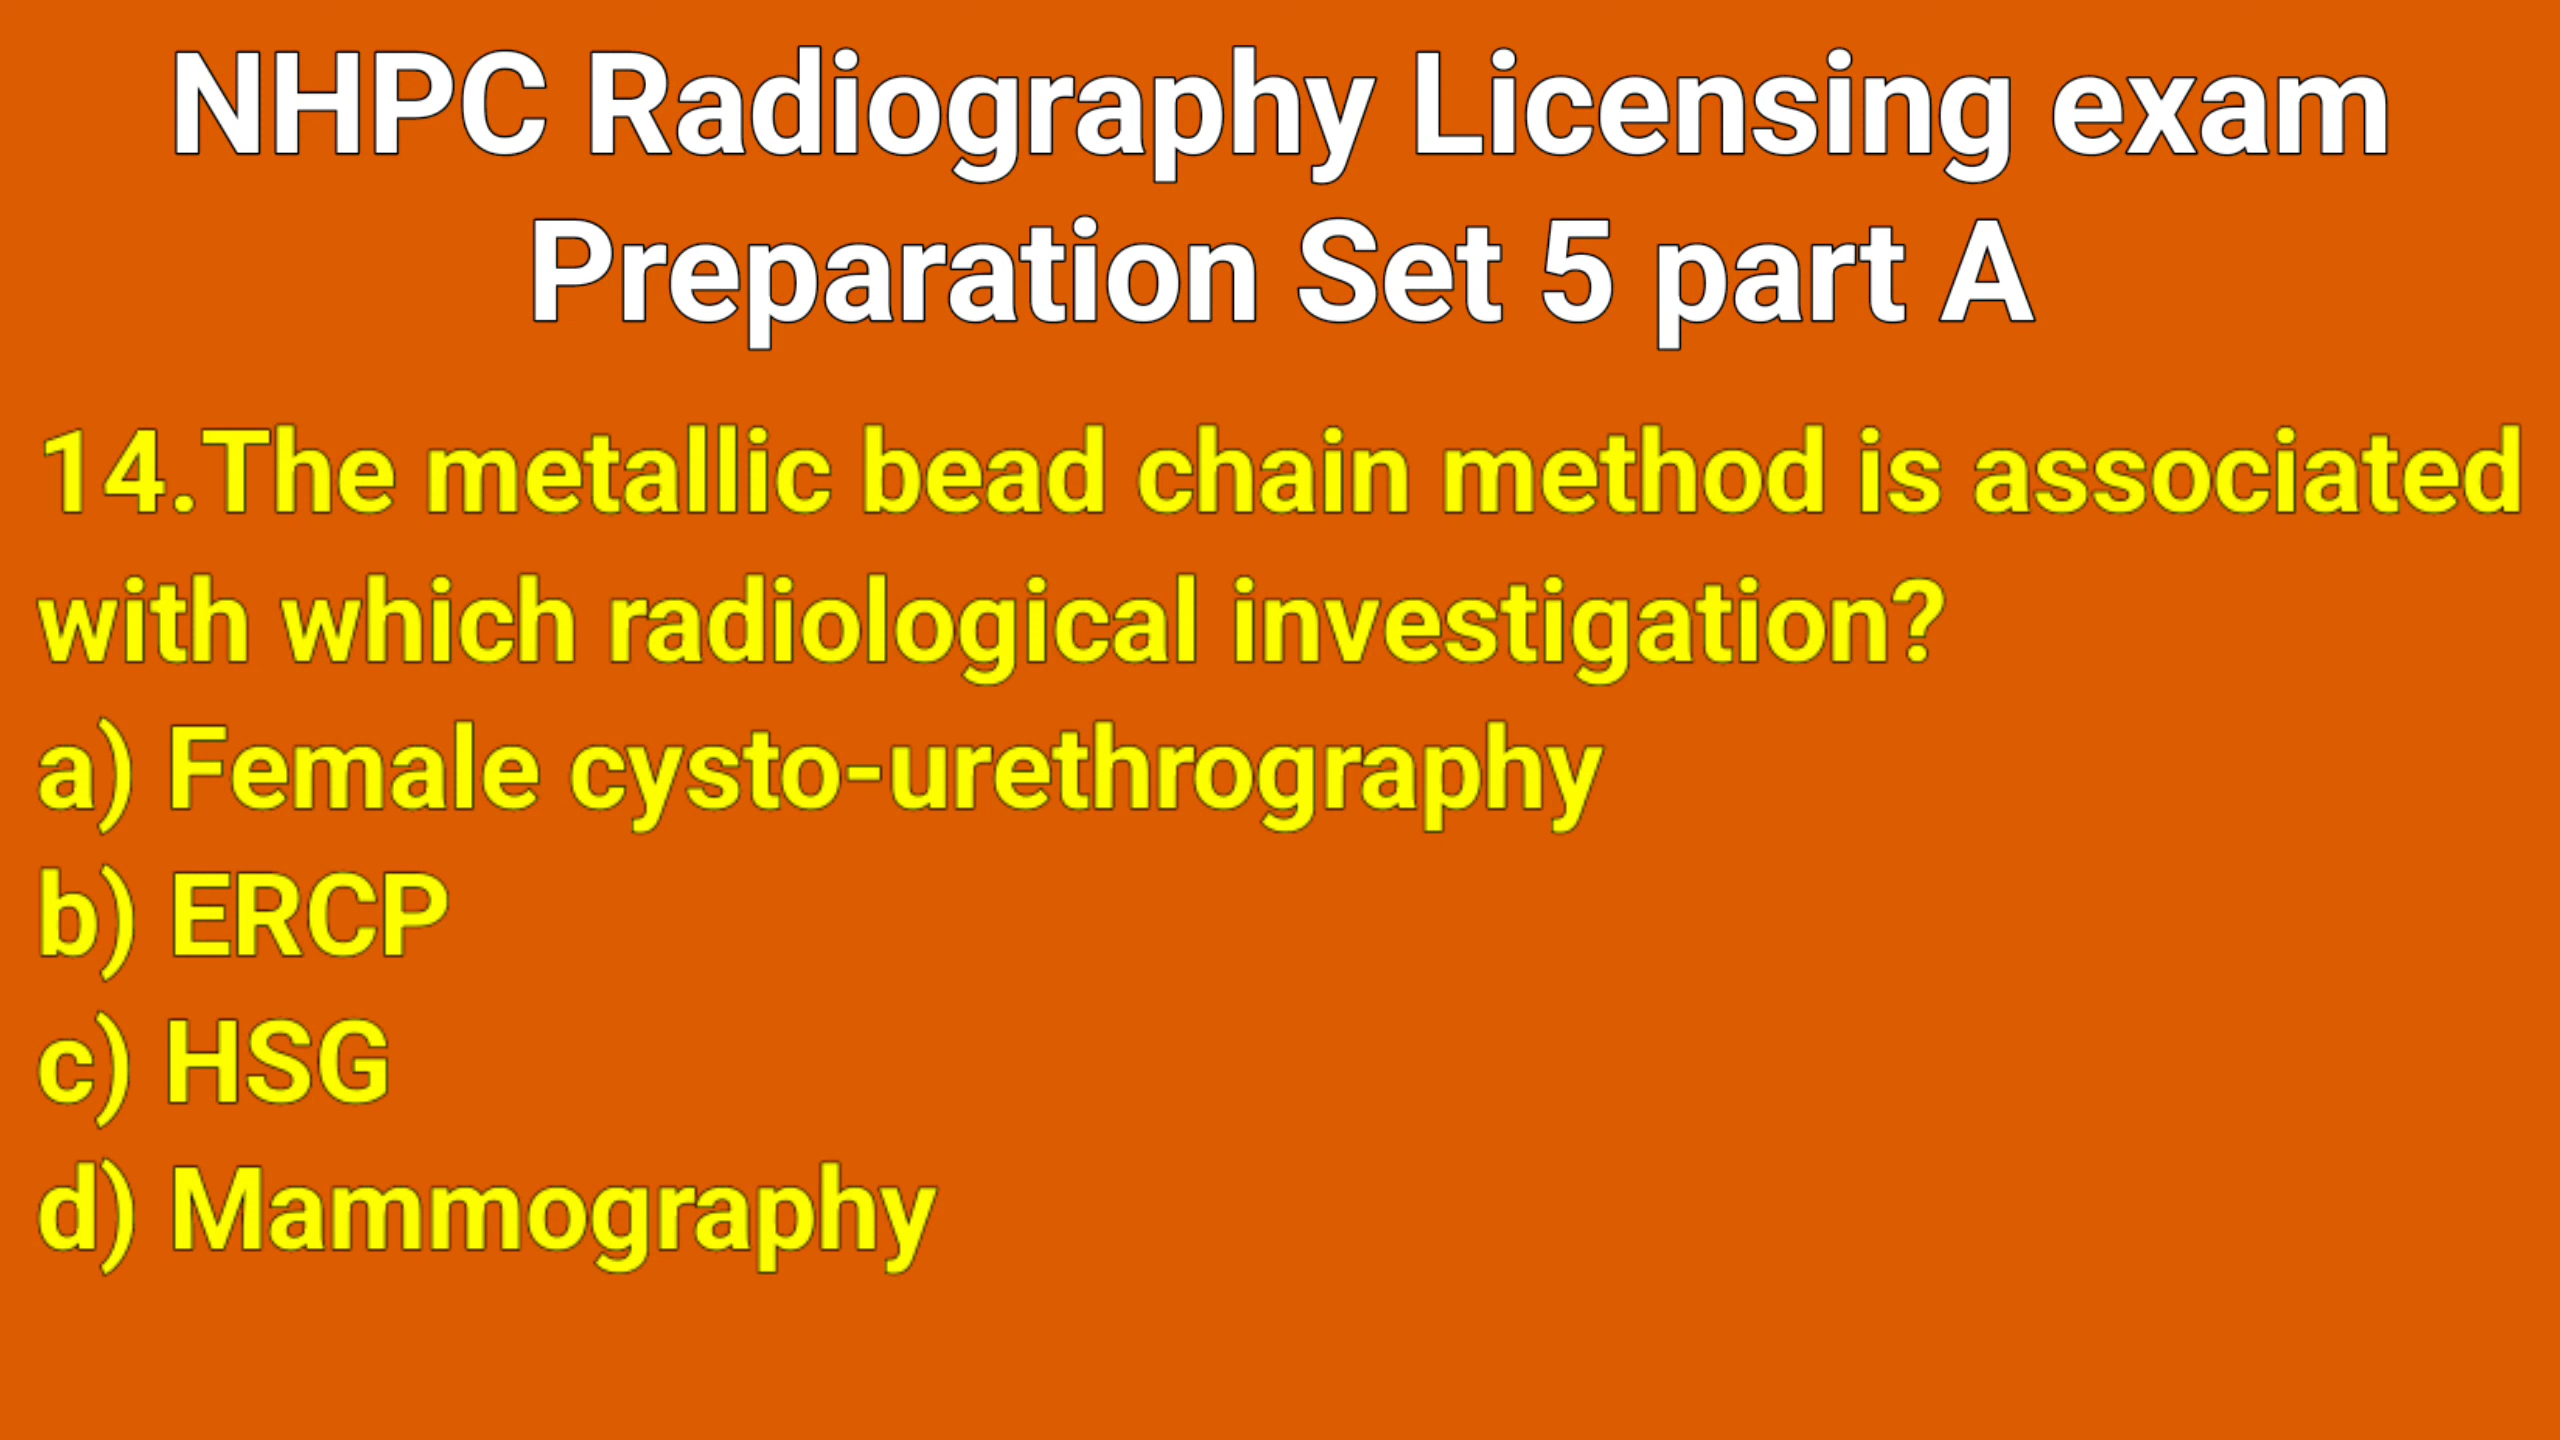 NHPC Radiography Licensing exam
Preparation Set 5 part A
14.The metallic bead chain method is associated
with which radiological investigation?
a) Female cysto-urethrography
b) ERCP
c) HSG
d) Mammography